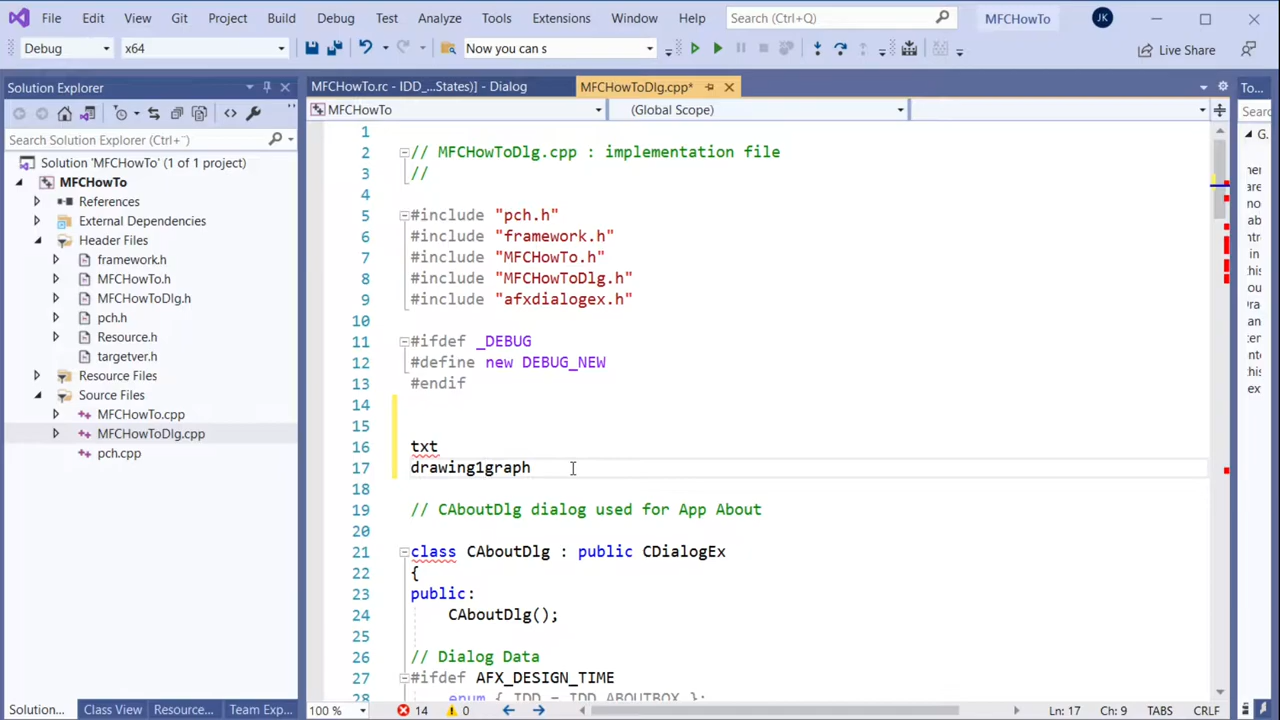 File Edit View Git Project Build Debug Test Analyze Tools Extensions Window Help Search (Ctrl+Q) MFCHowTo JK
Debug x64 Now you can s Live Share
Solution Explorer MFCHowTo.rc - IDD_...States)] - Dialog MFCHowToDlg.cpp* To...
MFCHowTo (Global Scope)
Search Solution Explorer (Ctrl+¨)
Solution 'MFCHowTo' (1 of 1 project)
MFCHowTo
References
External Dependencies
Header Files
framework.h
MFCHowTo.h
MFCHowToDlg.h
pch.h
Resource.h
targetver.h
Resource Files
Source Files
MFCHowTo.cpp
MFCHowToDlg.cpp
pch.cpp
Solution... Class View Resource... Team Exp...
1
2 // MFCHowToDlg.cpp : implementation file
3 //
4
5 #include "pch.h"
6 #include "framework.h"
7 #include "MFCHowTo.h"
8 #include "MFCHowToDlg.h"
9 #include "afxdialogex.h"
10
11 #ifdef _DEBUG
12 #define new DEBUG_NEW
13 #endif
14
15
16 txt
17 drawing1graph
18
19 // CAboutDlg dialog used for App About
20
21 class CAboutDlg : public CDialogEx
22 {
23 public:
24 CAboutDlg();
25
26 // Dialog Data
27 #ifdef AFX_DESIGN_TIME
28 enum { IDD = IDD_ABOUTBOX };
100 % 14 0 Ln: 17 Ch: 9 TABS CRLF